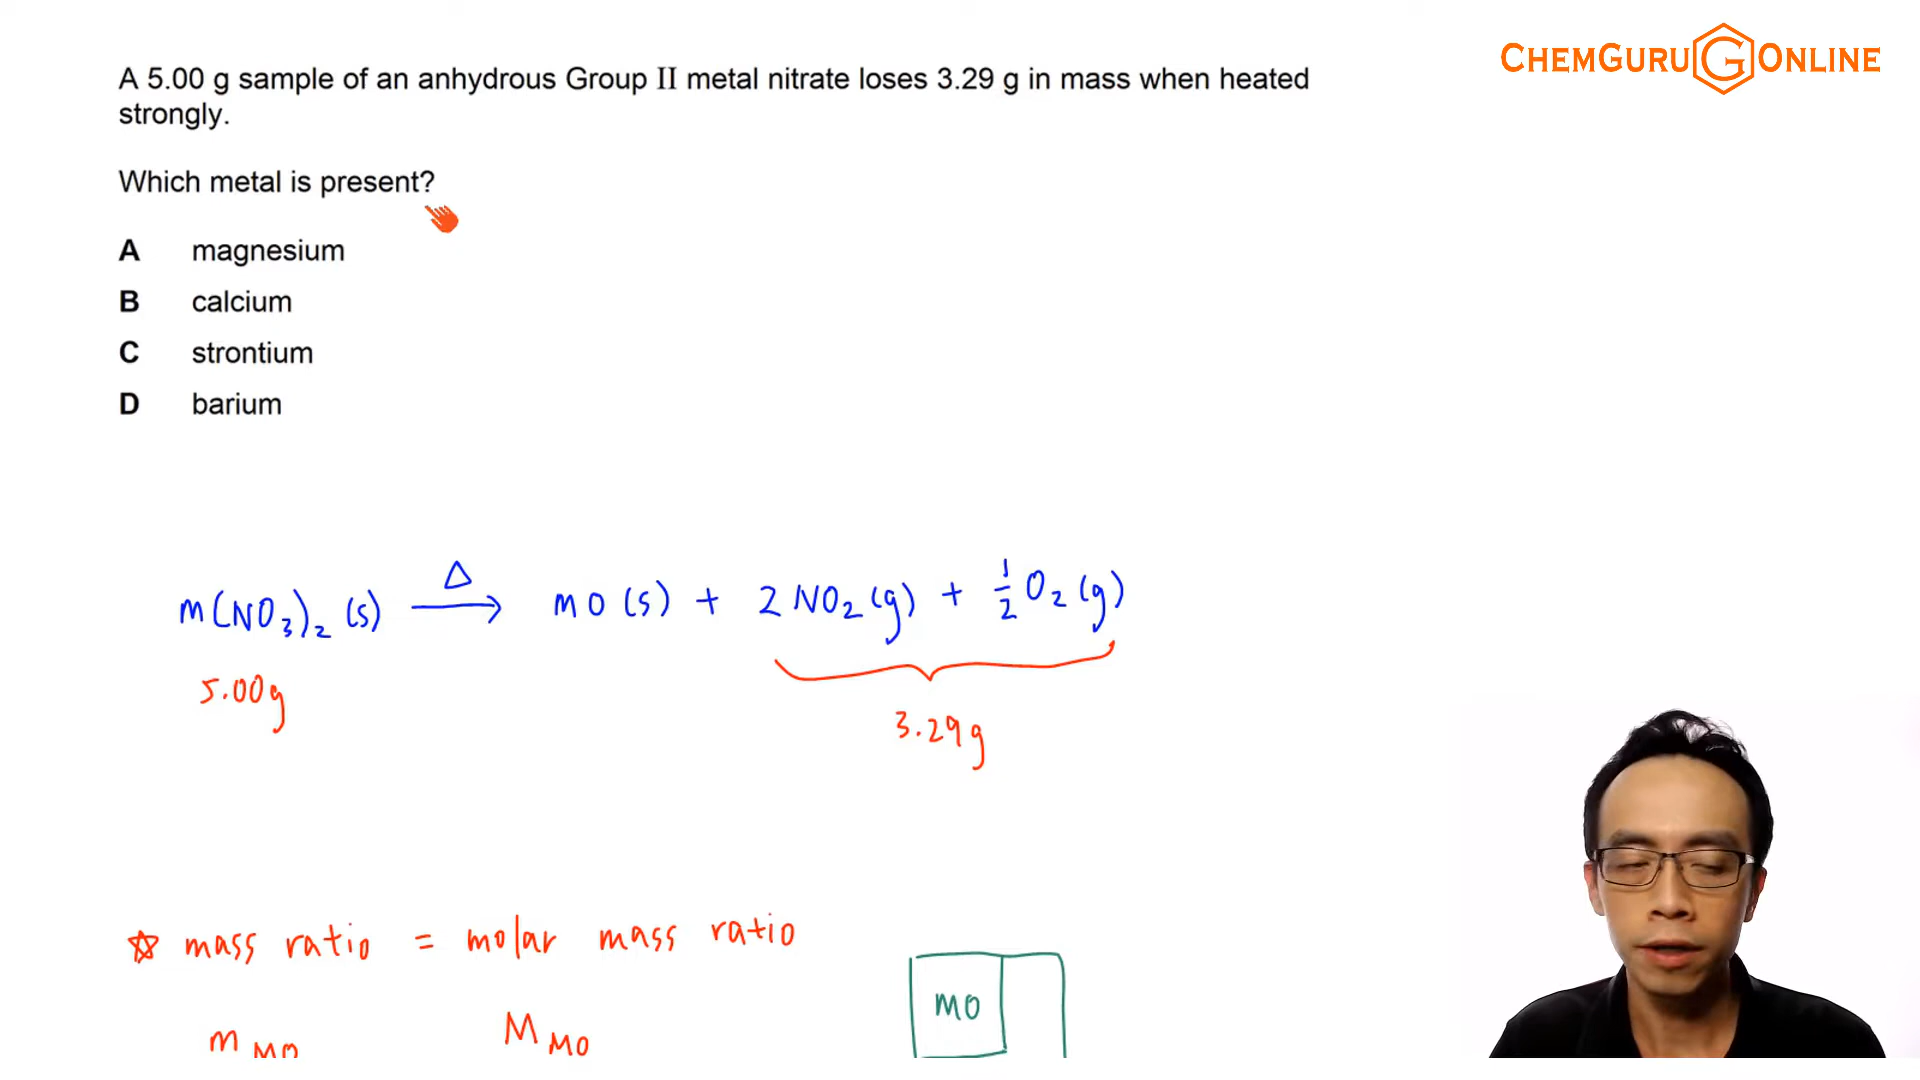 CHEMGURU G ONLINE
A 5.00 g sample of an anhydrous Group II metal nitrate loses 3.29 g in mass when heated
strongly.
Which metal is present?
A magnesium
B calcium
C strontium
D barium
M(NO₃)₂ (s) —Δ→ MO (s) + 2 NO₂ (g) + ½ O₂ (g)
5.00g
3.29g
☆ mass ratio = molar mass ratio
MO
m MO M MO